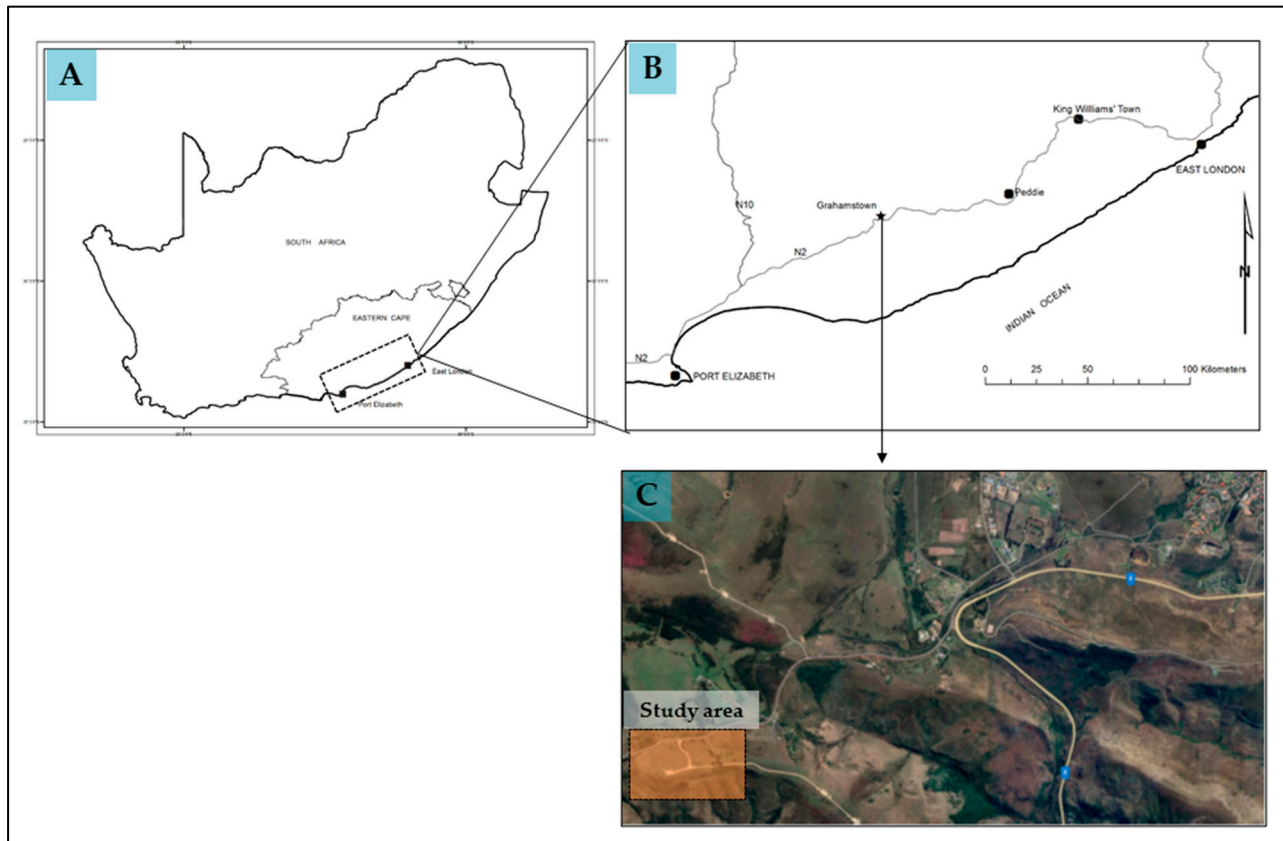 A
SOUTH AFRICA
EASTERN CAPE
East London
Port Elizabeth
B
King Williams' Town
EAST LONDON
Peddie
Grahamstown
N10
N2
INDIAN OCEAN
N
N2
PORT ELIZABETH
0 25 50 100 Kilometers
C
Study area